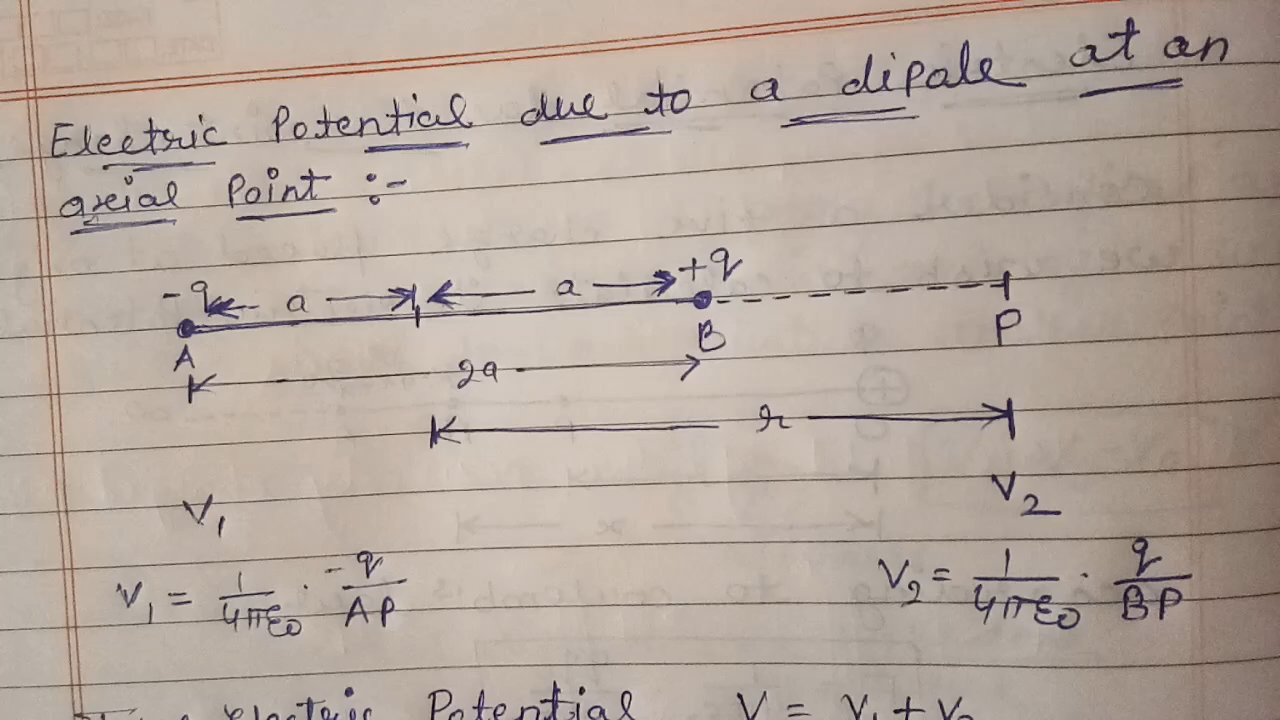 Electric Potential due to a dipale at an
axial Point :-
-q a a +q
A B P
2a
r
V₁ V₂
V₁ = 1/4πε₀ · -q/AP V₂ = 1/4πε₀ · q/BP
electric Potential V = V₁ + V₂